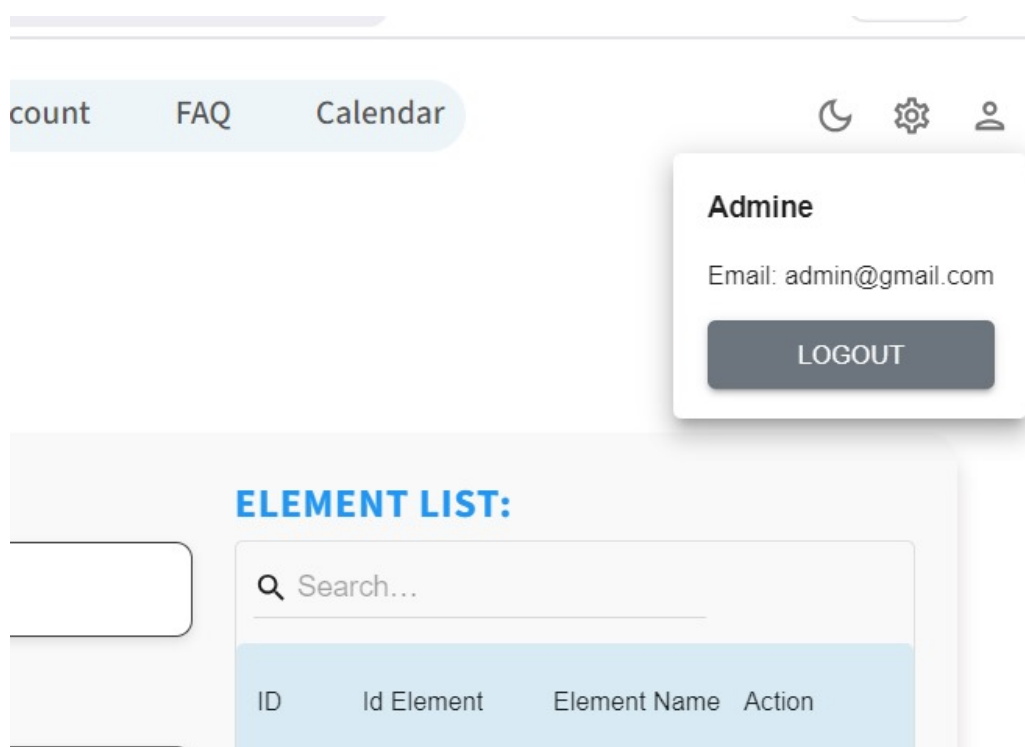 count FAQ Calendar
Admine
Email: admin@gmail.com
LOGOUT
ELEMENT LIST:
Search...
ID Id Element Element Name Action